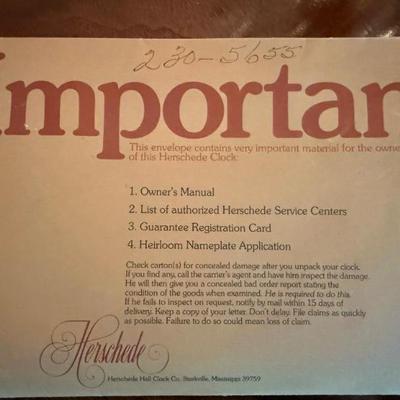 230-5655
Importan
This envelope contains very important material for the owne
of this Herschede Clock:
1. Owner's Manual
2. List of authorized Herschede Service Centers
3. Guarantee Registration Card
4. Heirloom Nameplate Application
Check carton(s) for concealed damage after you unpack your clock.
If you find any, call the carrier's agent and have him inspect the damage.
He will then give you a concealed bad order report stating the
condition of the goods when examined. He is required to do this.
If he fails to inspect on request, notify by mail within 15 days of
delivery. Keep a copy of your letter. Don't delay. File claims as quickly
as possible. Failure to do so could mean loss of claim.
Herschede
Herschede Hall Clock Co. Starkville, Mississippi 39759